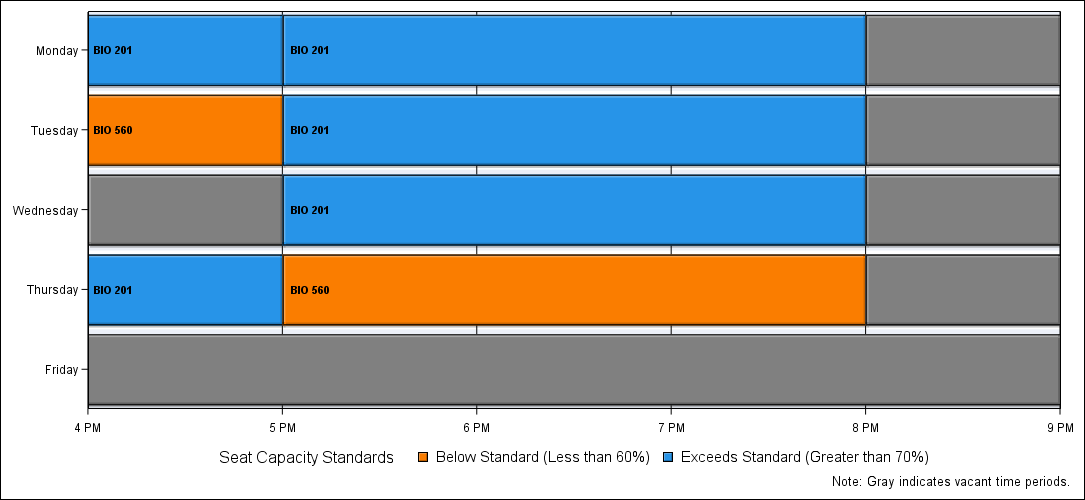 Monday BIO 201 BIO 201
Tuesday BIO 560 BIO 201
Wednesday BIO 201
Thursday BIO 201 BIO 560
Friday
4 PM 5 PM 6 PM 7 PM 8 PM 9 PM
Seat Capacity Standards Below Standard (Less than 60%) Exceeds Standard (Greater than 70%)
Note: Gray indicates vacant time periods.